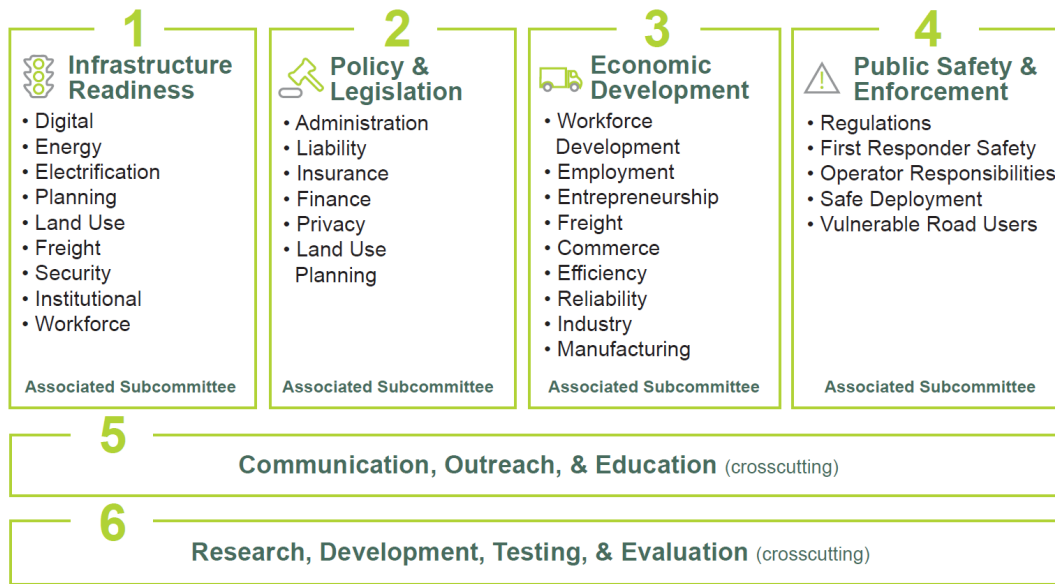 1
Infrastructure
Readiness
• Digital
• Energy
• Electrification
• Planning
• Land Use
• Freight
• Security
• Institutional
• Workforce
Associated Subcommittee
2
Policy &
Legislation
• Administration
• Liability
• Insurance
• Finance
• Privacy
• Land Use
Planning
Associated Subcommittee
3
Economic
Development
• Workforce
Development
• Employment
• Entrepreneurship
• Freight
• Commerce
• Efficiency
• Reliability
• Industry
• Manufacturing
Associated Subcommittee
4
Public Safety &
Enforcement
• Regulations
• First Responder Safety
• Operator Responsibilities
• Safe Deployment
• Vulnerable Road Users
Associated Subcommittee
5
Communication, Outreach, & Education (crosscutting)
6
Research, Development, Testing, & Evaluation (crosscutting)